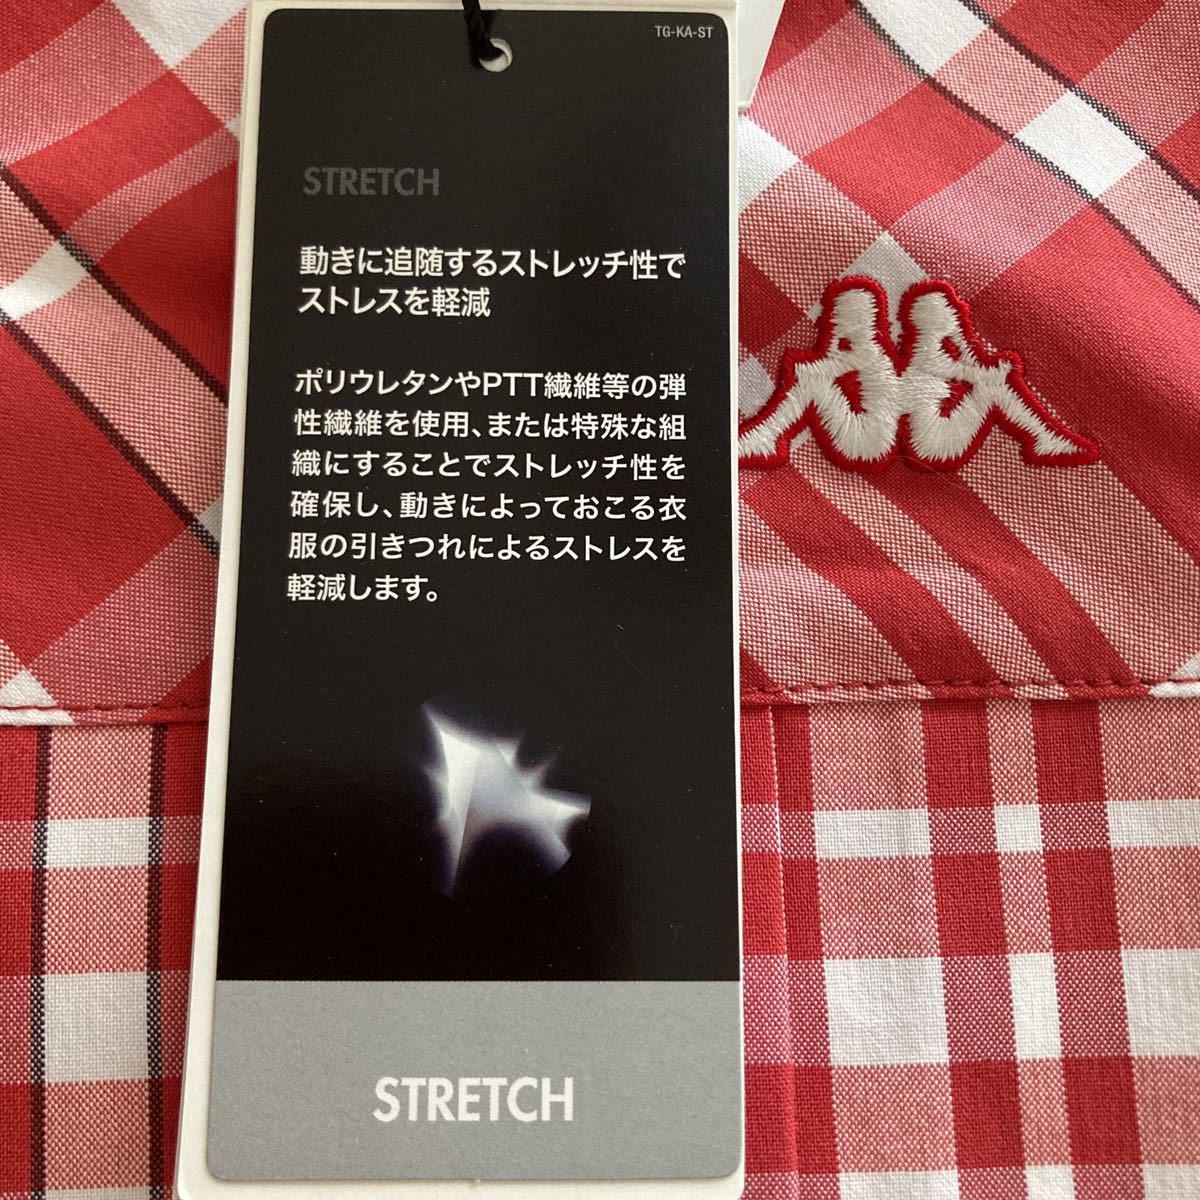 TG-KA-ST
STRETCH
動きに追随するストレッチ性で
ストレスを軽減
ポリウレタンやPTT繊維等の弾
性繊維を使用、または特殊な組
織にすることでストレッチ性を
確保し、動きによっておこる衣
服の引きつれによるストレスを
軽減します。
STRETCH